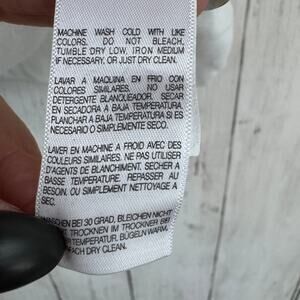 MACHINE WASH COLD WITH LIKE
COLORS. DO NOT BLEACH,
TUMBLE DRY LOW, IRON MEDIUM
IF NECESSARY, OR JUST DRY CLEAN.
LAVAR A MAQUINA EN FRIO CON
COLORES SIMILARES. NO USAR
DETERGENTE BLANQUEADOR. SECAR
EN SECADORA A BAJA TEMPERATURA.
PLANCHAR A BAJA TEMPERATURA SI ES
NECESARIO O SIMPLEMENTE SECO.
LAVER EN MACHINE A FROID AVEC DES
COULEURS SIMILAIRES. NE PAS UTILISER
D'AGENTS DE BLANCHIMENT. SECHER A
BASSE TEMPERATURE. REPASSER AU
BESOIN. OU SIMPLEMENT NETTOYAGE A
SEC.
BEI 30 GRAD, BLEICHEN NICHT
TROCKNEN IM TROCKNER BEI
TEMPERATUR, BÜGELN WARM,
DRY CLEAN.